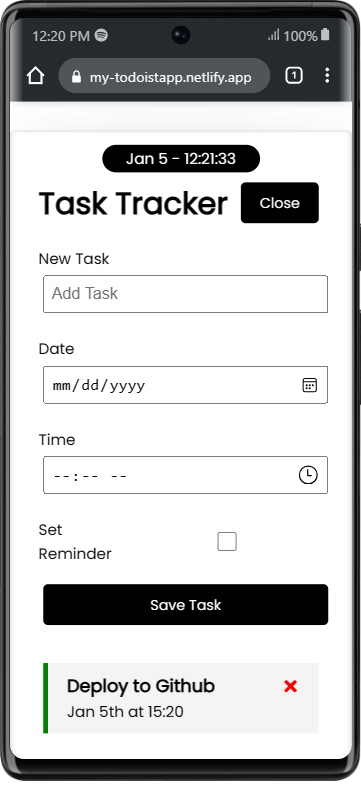 12:20 PM 100%
my-todoistapp.netlify.app 1
Jan 5 - 12:21:33
Task Tracker Close
New Task
Add Task
Date
mm/dd/yyyy
Time
--:-- --
Set
Reminder
Save Task
Deploy to Github
Jan 5th at 15:20